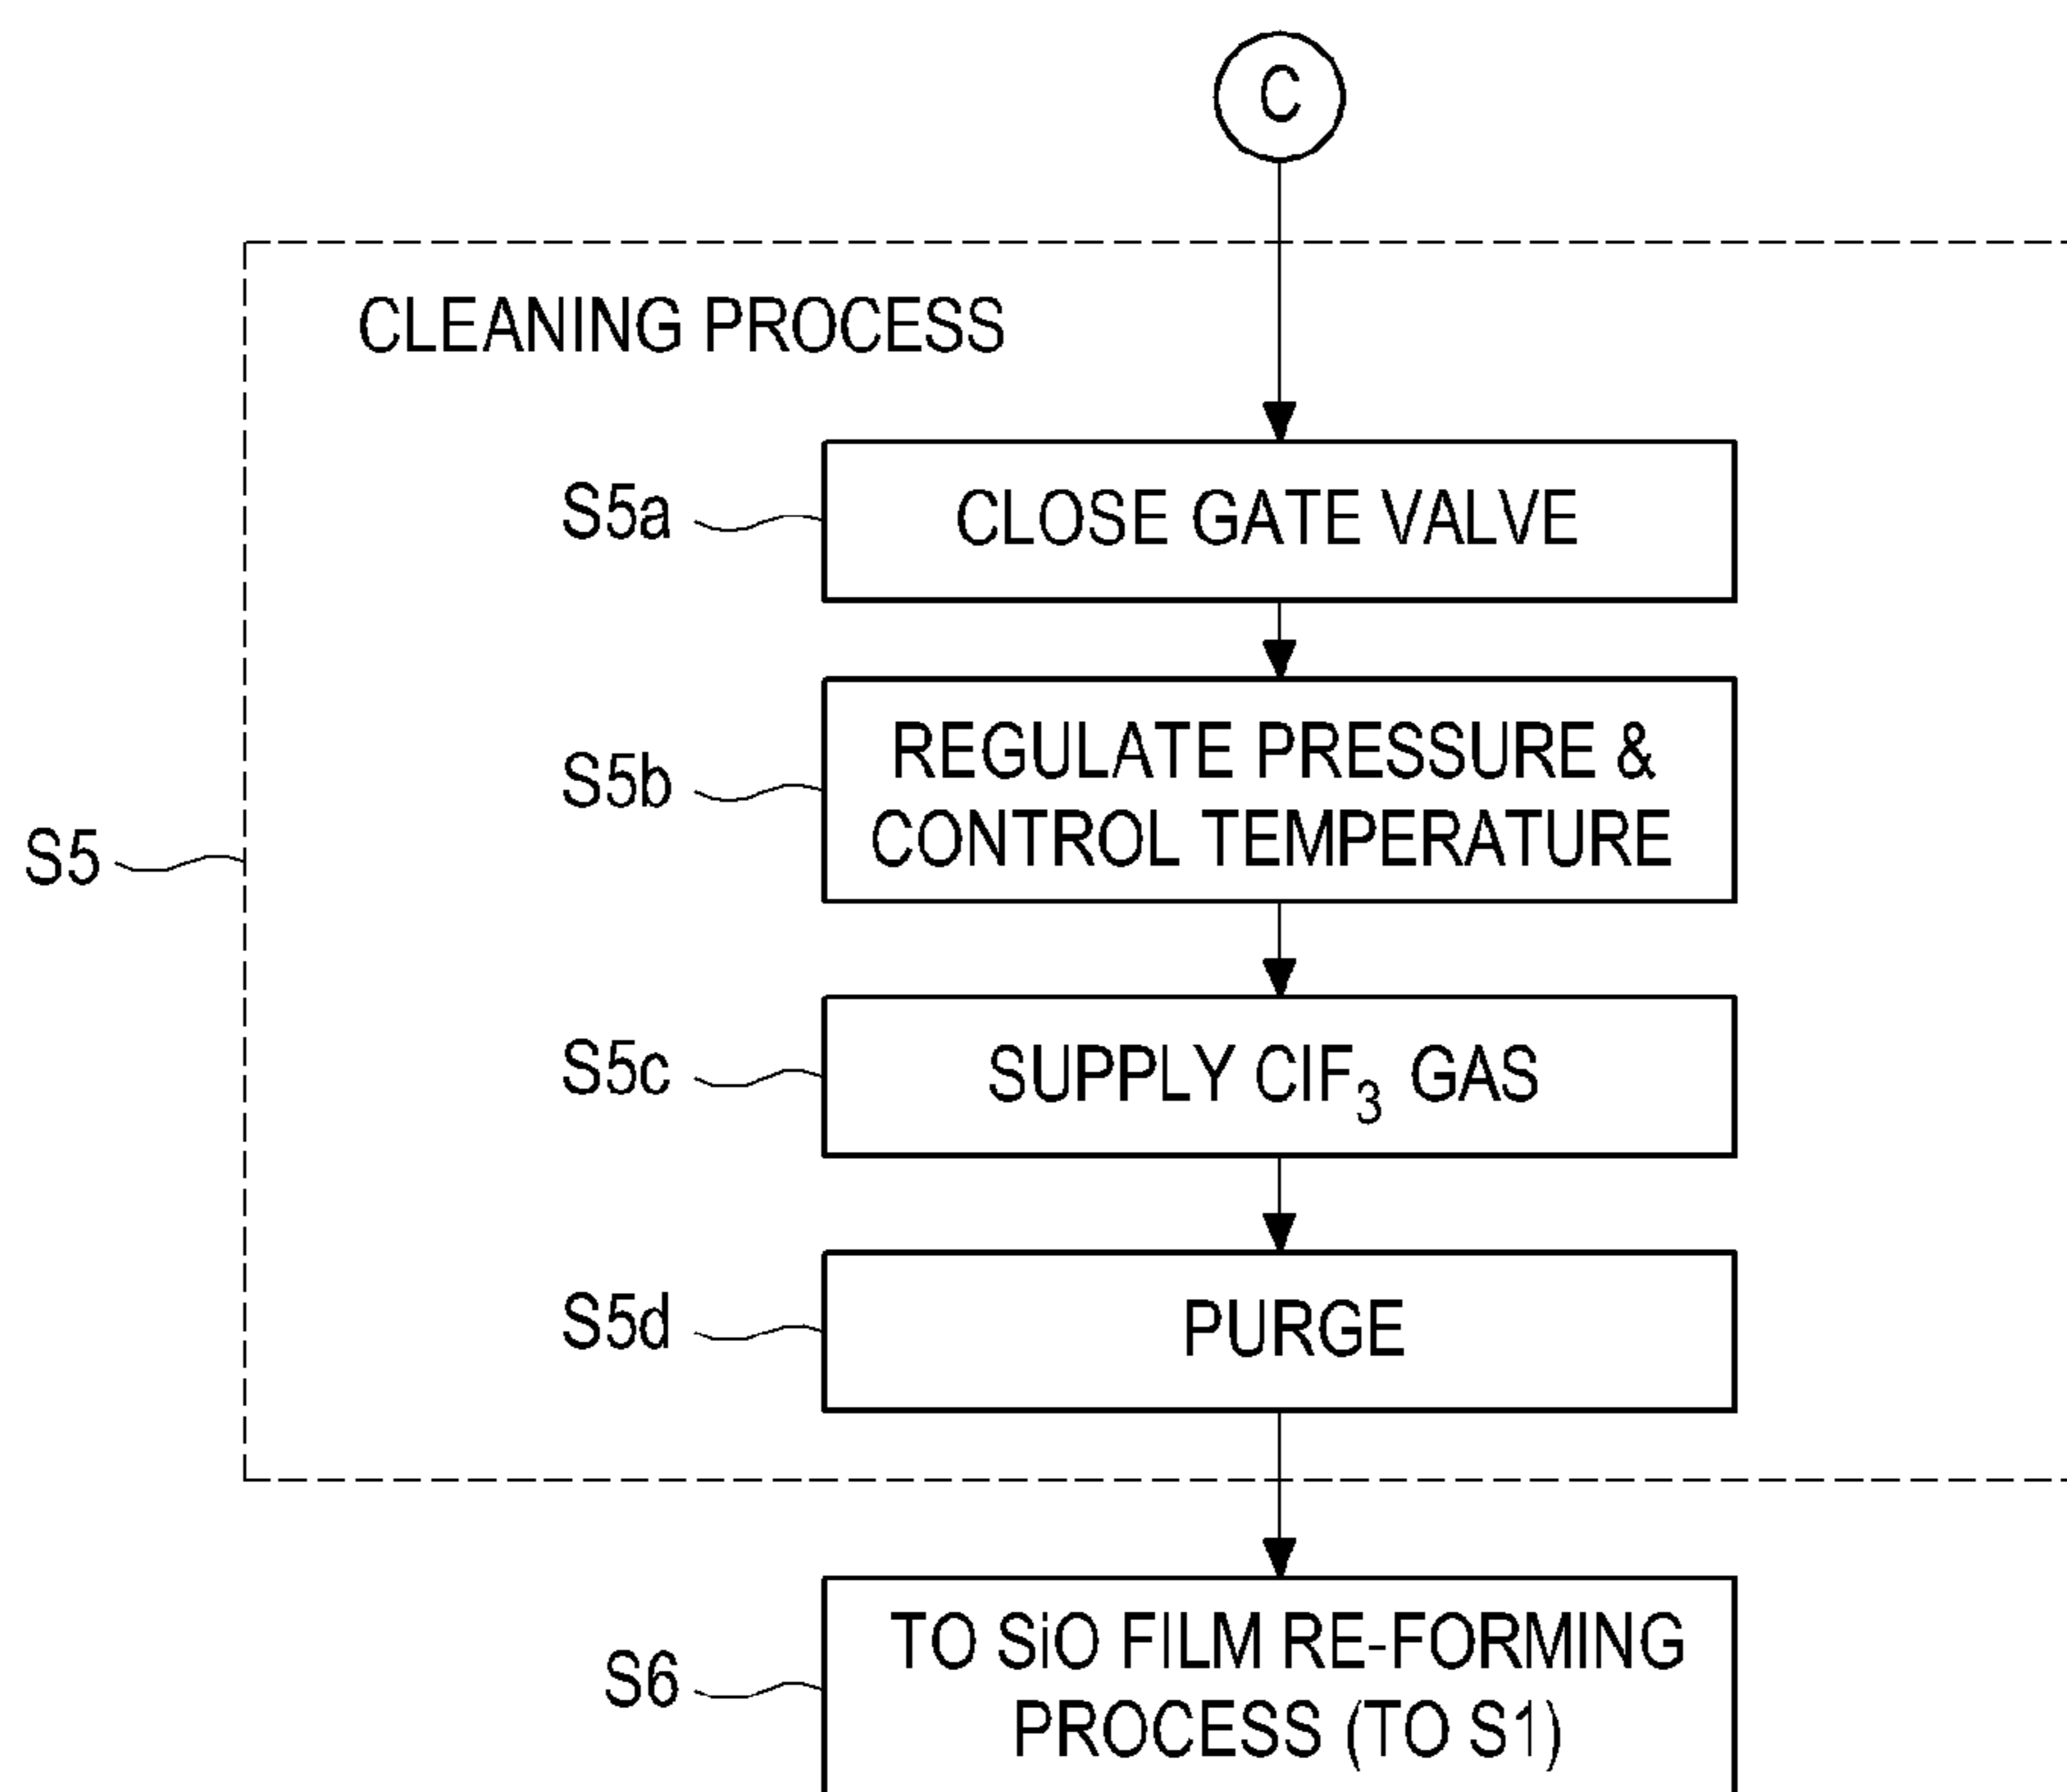 C
CLEANING PROCESS
S5a
CLOSE GATE VALVE
S5b
REGULATE PRESSURE &
CONTROL TEMPERATURE
S5
S5c
SUPPLY ClF₃ GAS
S5d
PURGE
S6
TO SiO FILM RE-FORMING
PROCESS (TO S1)